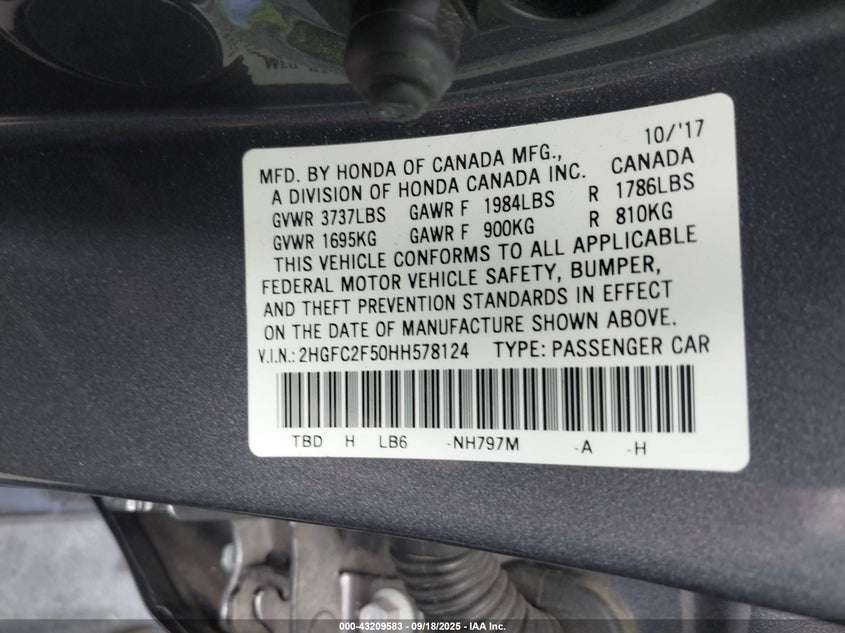 10/'17
MFD. BY HONDA OF CANADA MFG.,
A DIVISION OF HONDA CANADA INC. CANADA
GVWR 3737LBS GAWR F 1984LBS R 1786LBS
GVWR 1695KG GAWR F 900KG R 810KG
THIS VEHICLE CONFORMS TO ALL APPLICABLE
FEDERAL MOTOR VEHICLE SAFETY, BUMPER,
AND THEFT PREVENTION STANDARDS IN EFFECT
ON THE DATE OF MANUFACTURE SHOWN ABOVE.
V.I.N.: 2HGFC2F50HH578124 TYPE: PASSENGER CAR
TBD H LB6 -NH797M -A -H
000-43209583 - 09/18/2025 - IAA Inc.